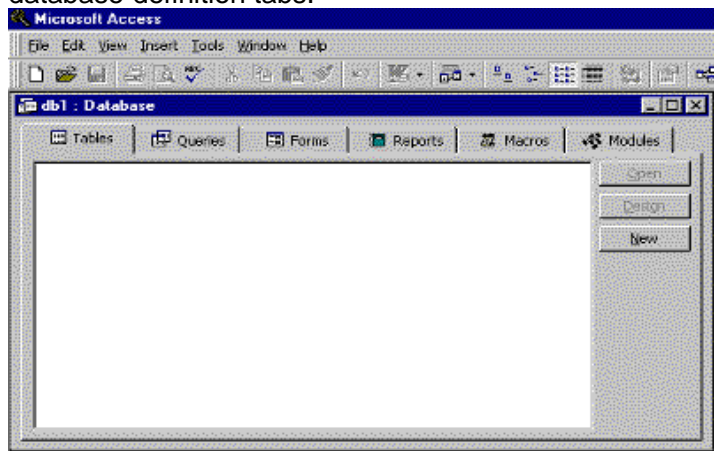 database-definition tabs.
Microsoft Access
File Edit View Insert Tools Window Help
db1 : Database
Tables Queries Forms Reports Macros Modules
Open
Design
New